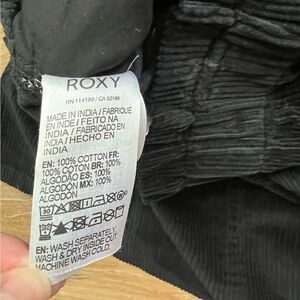 ROXY
RN 114199 / CA 52199
MADE IN INDIA / FABRIQUÉ
EN INDE / FEITO NA
INDIA / FABRICADO EN
INDIA / HECHO EN
INDIA
EN: 100% COTTON FR:
100% COTON BR: 100%
ALGODÃO ES: 100%
ALGODÓN MX: 100%
ALGODÓN
EN: WASH SEPARATELY.
WASH & DRY INSIDE OUT
MACHINE WASH COLD.